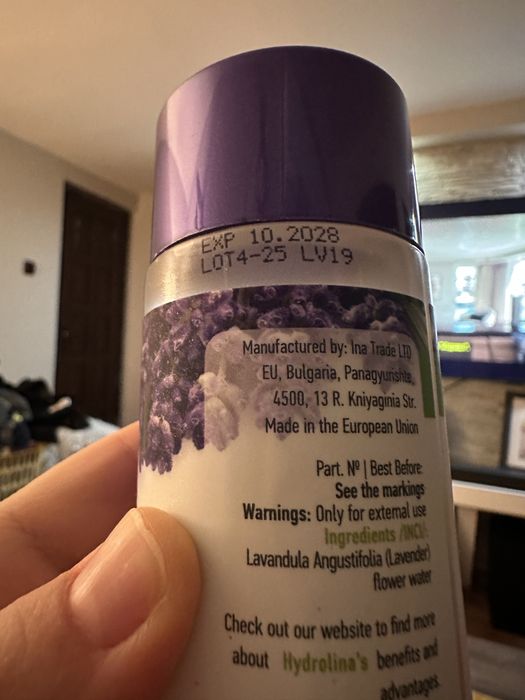 EXP 10.2028
LOT4-25 LV19
Manufactured by: Ina Trade LTD
EU, Bulgaria, Panagyurishte,
4500, 13 R. Kniyaginia Str.
Made in the European Union
Part. Nº | Best Before:
See the markings
Warnings: Only for external use
Ingredients /INCI/:
Lavandula Angustifolia (Lavender)
flower water
Check out our website to find more
about Hydrolina's benefits and
advantages.